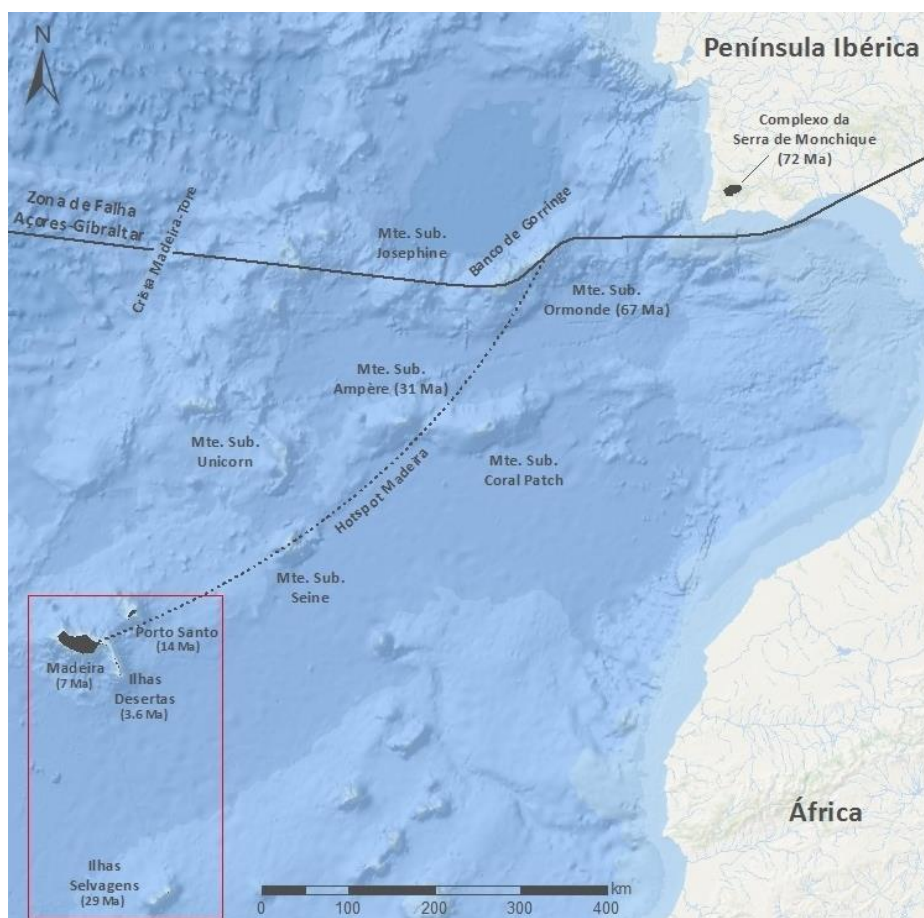 N
Península Ibérica
Complexo da
Serra de Monchique
(72 Ma)
Zona de Falha
Açores-Gibraltar
Crista Madeira-Tore
Mte. Sub.
Josephine
Banco de Gorringe
Mte. Sub.
Ormonde (67 Ma)
Mte. Sub.
Ampère (31 Ma)
Mte. Sub.
Unicorn
Hotspot Madeira
Mte. Sub.
Coral Patch
Mte. Sub.
Seine
Porto Santo
(14 Ma)
Madeira
(7 Ma)
Ilhas
Desertas
(3.6 Ma)
África
Ilhas
Selvagens
(29 Ma)
km
0 100 200 300 400